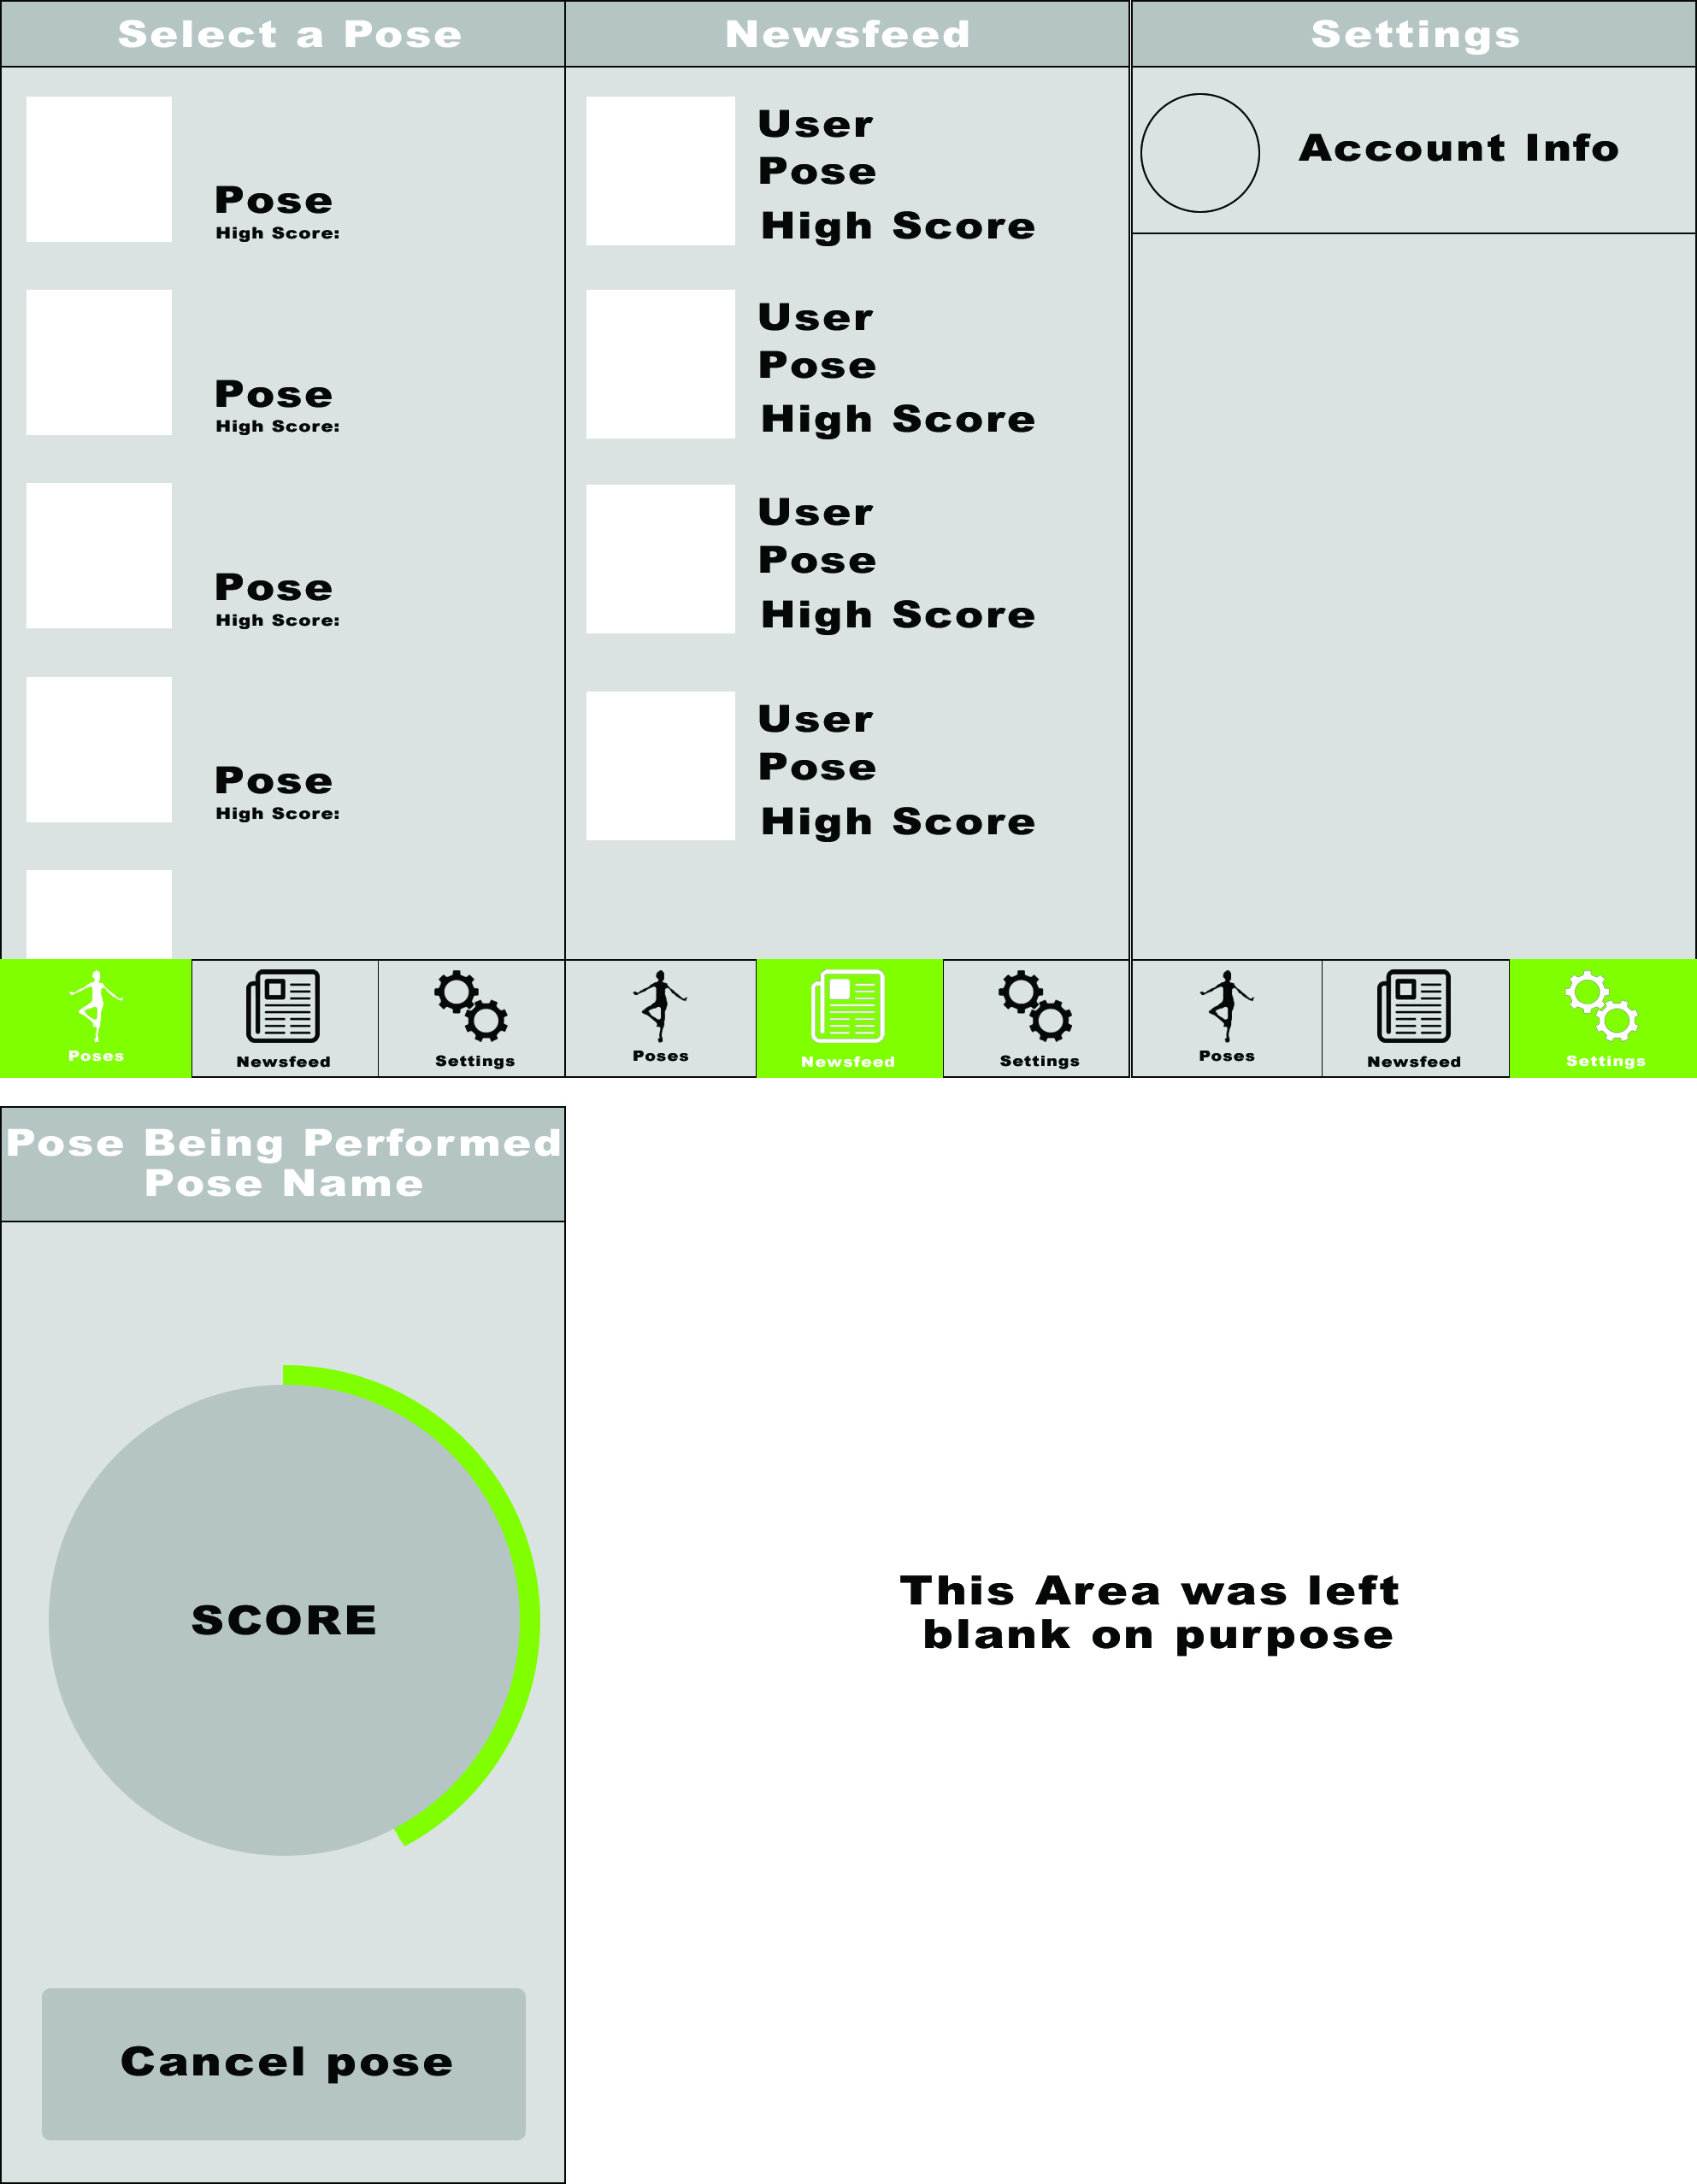 Select a Pose
Pose
High Score:
Pose
High Score:
Pose
High Score:
Pose
High Score:
Poses
Newsfeed
Settings
Newsfeed
User
Pose
High Score
User
Pose
High Score
User
Pose
High Score
User
Pose
High Score
Poses
Newsfeed
Settings
Settings
Account Info
Poses
Newsfeed
Settings
Pose Being Performed
Pose Name
SCORE
Cancel pose
This Area was left
blank on purpose